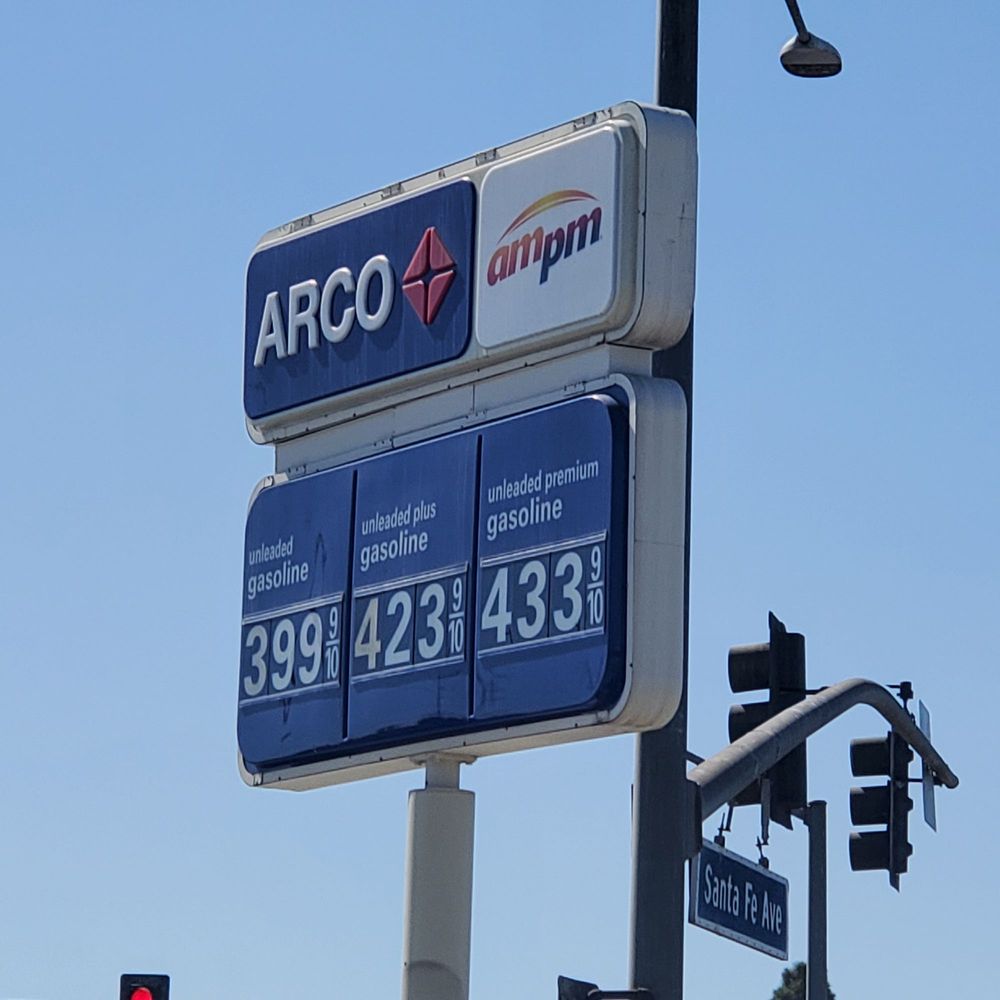 ARCO
ampm
unleaded
gasoline
399 9/10
unleaded plus
gasoline
423 9/10
unleaded premium
gasoline
433 9/10
Santa Fe Ave